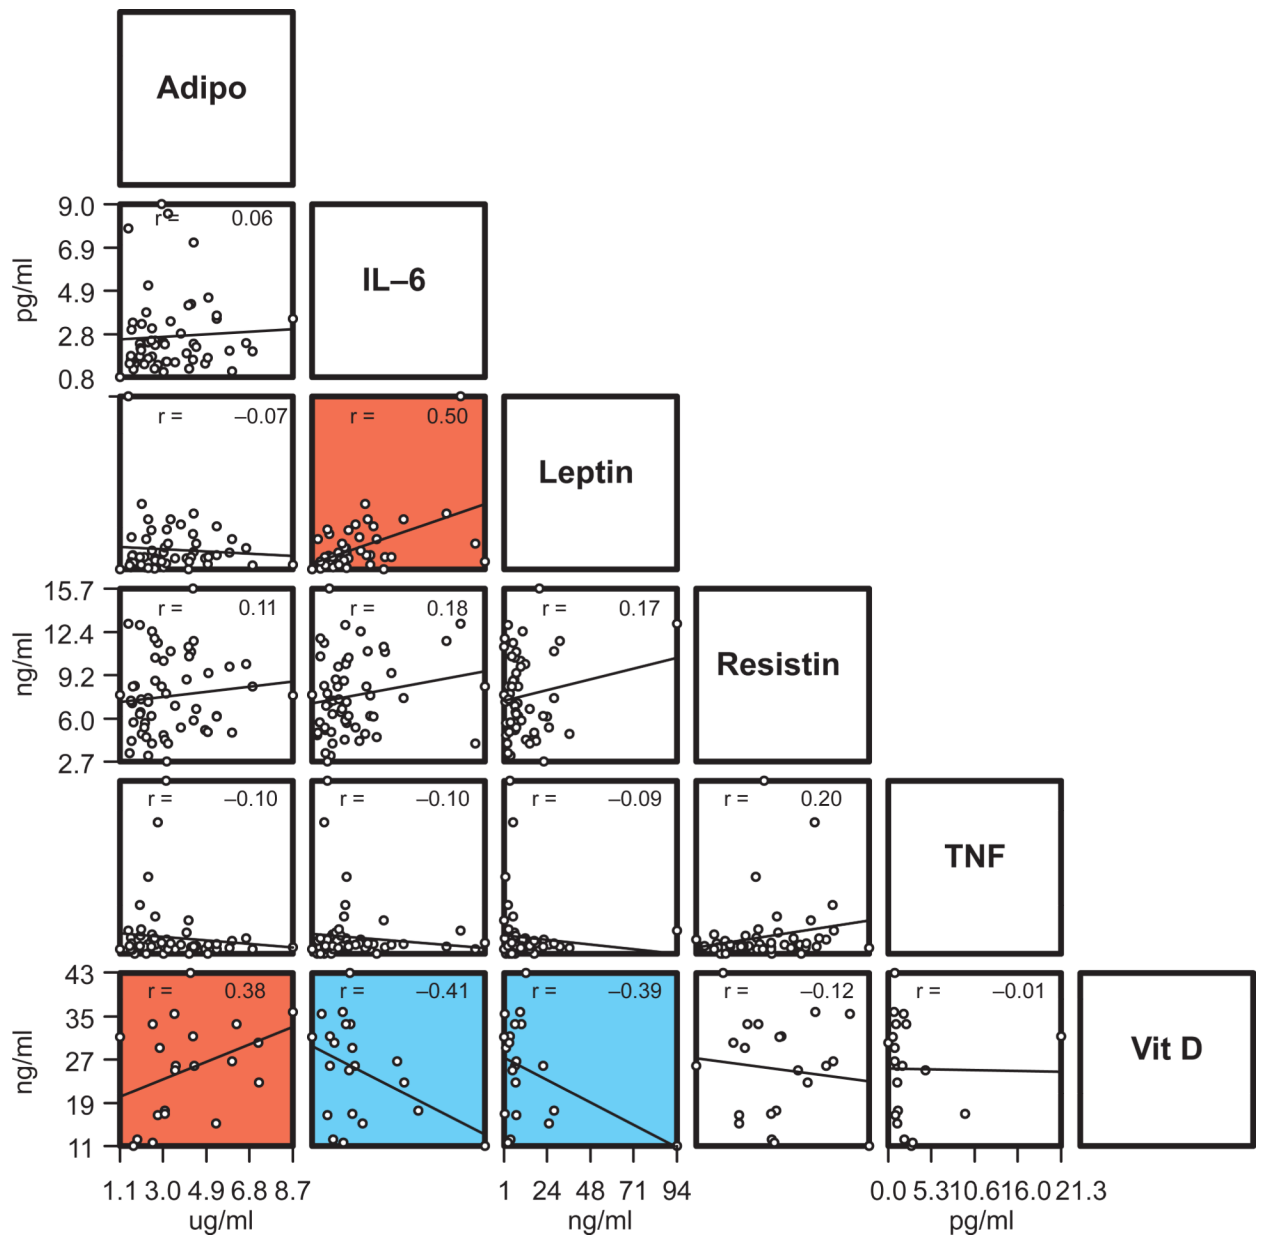 Adipo
9.0
6.9
4.9
2.8
0.8
pg/ml
r = 0.06
IL–6
r = –0.07
r = 0.50
Leptin
15.7
12.4
9.2
6.0
2.7
ng/ml
r = 0.11
r = 0.18
r = 0.17
Resistin
r = –0.10
r = –0.10
r = –0.09
r = 0.20
TNF
43
35
27
19
11
ng/ml
r = 0.38
r = –0.41
r = –0.39
r = –0.12
r = –0.01
Vit D
1.1 3.0 4.9 6.8 8.7
ug/ml
1 24 48 71 94
ng/ml
0.0 5.3 10.6 16.0 21.3
pg/ml